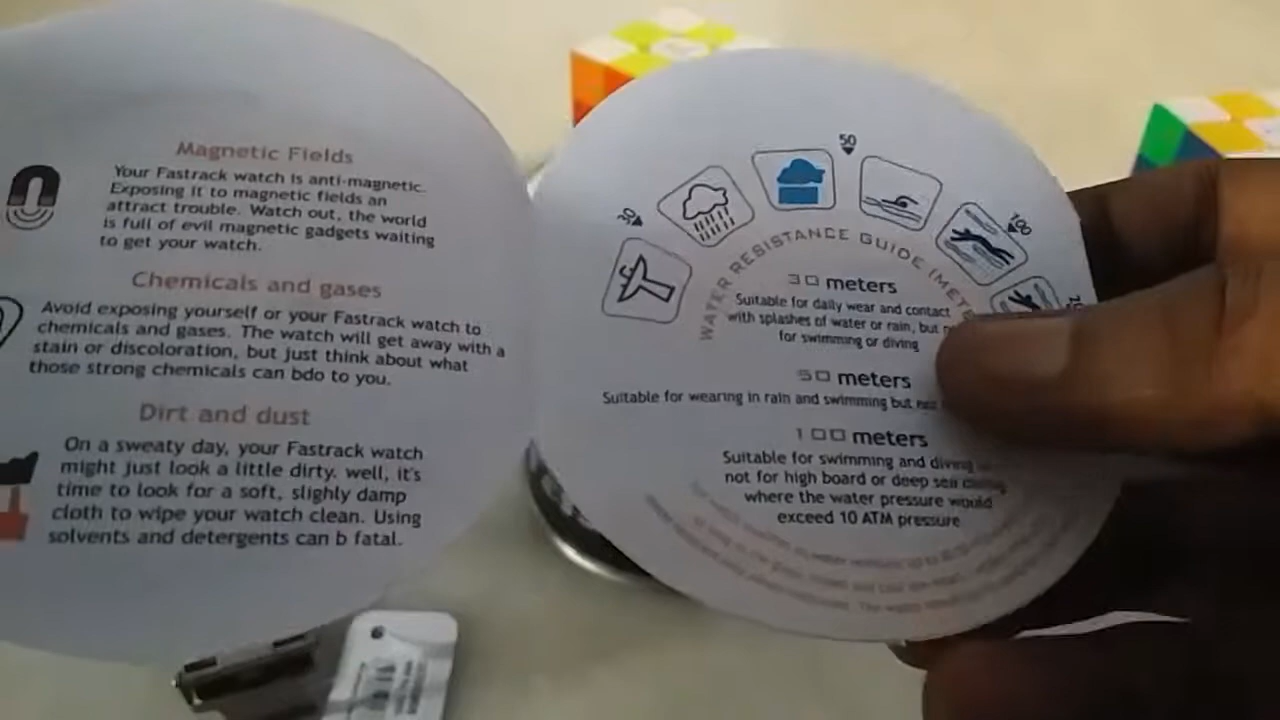 Magnetic Fields
Your Fastrack watch is anti-magnetic.
Exposing it to magnetic fields an
attract trouble. Watch out, the world
is full of evil magnetic gadgets waiting
to get your watch.
Chemicals and gases
Avoid exposing yourself or your Fastrack watch to
chemicals and gases. The watch will get away with a
stain or discoloration, but just think about what
those strong chemicals can bdo to you.
Dirt and dust
On a sweaty day, your Fastrack watch
might just look a little dirty. well, it's
time to look for a soft, slighly damp
cloth to wipe your watch clean. Using
solvents and detergents can b fatal.
30
50
100
WATER RESISTANCE GUIDE
30 meters
Suitable for daily wear and contact
with splashes of water or rain, but
for swimming or diving
50 meters
Suitable for wearing in rain and swimming but not
100 meters
Suitable for swimming and diving
not for high board or deep sea
where the water pressure would
exceed 10 ATM pressure